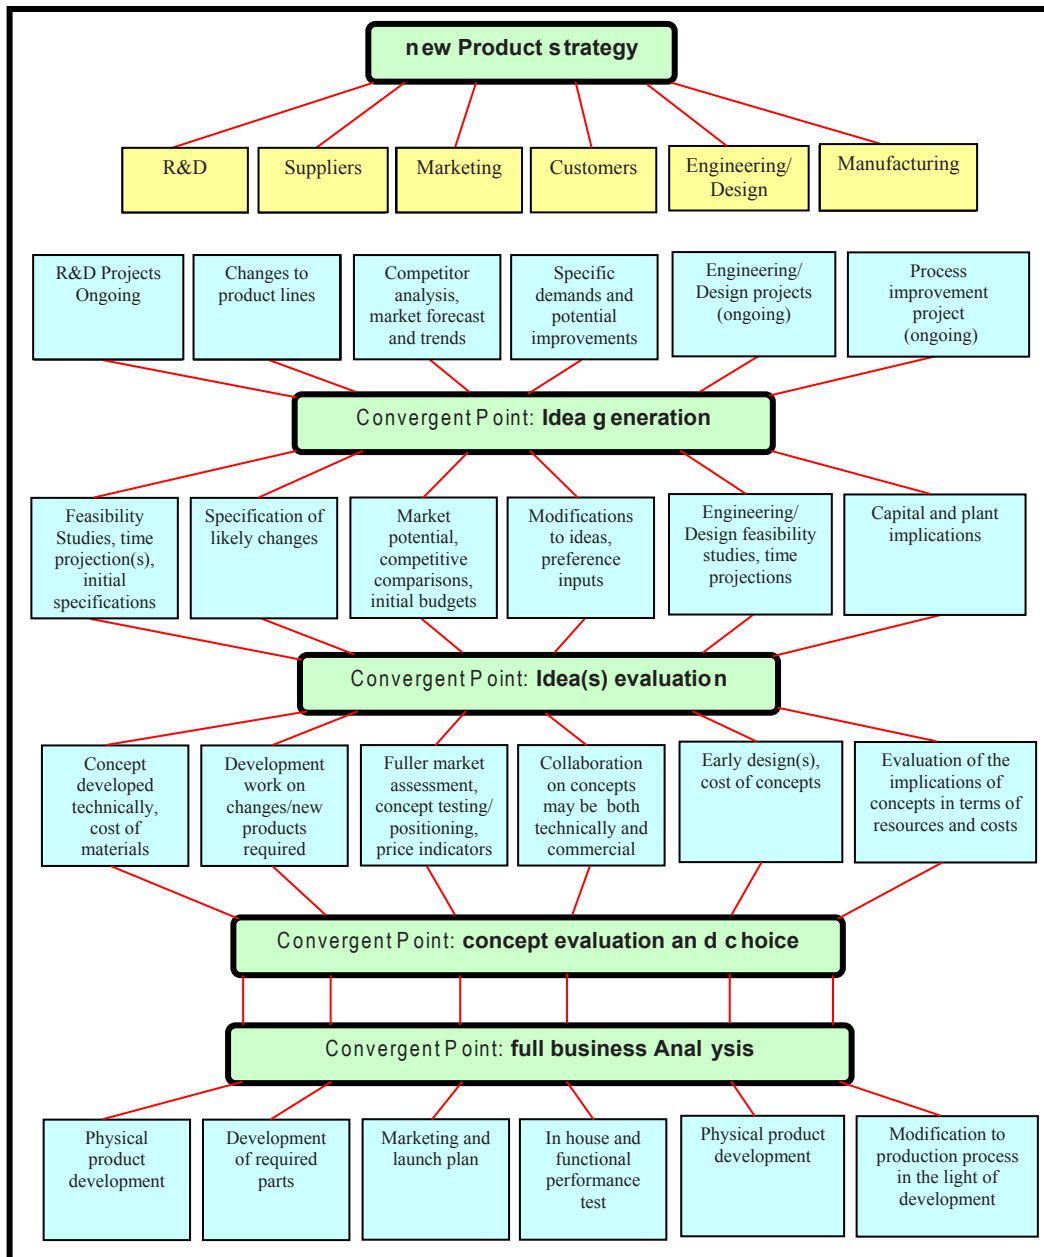 new Product strategy
R&D
Suppliers
Marketing
Customers
Engineering/
Design
Manufacturing
R&D Projects
Ongoing
Changes to
product lines
Competitor
analysis,
market forecast
and trends
Specific
demands and
potential
improvements
Engineering/
Design projects
(ongoing)
Process
improvement
project
(ongoing)
Convergent Point: Idea generation
Feasibility
Studies, time
projection(s),
initial
specifications
Specification of
likely changes
Market
potential,
competitive
comparisons,
initial budgets
Modifications
to ideas,
preference
inputs
Engineering/
Design feasibility
studies, time
projections
Capital and plant
implications
Convergent Point: Idea(s) evaluation
Concept
developed
technically,
cost of
materials
Development
work on
changes/new
products
required
Fuller market
assessment,
concept testing/
positioning,
price indicators
Collaboration
on concepts
may be both
technically and
commercial
Early design(s),
cost of concepts
Evaluation of the
implications of
concepts in terms of
resources and costs
Convergent Point: concept evaluation and choice
Convergent Point: full business Analysis
Physical
product
development
Development
of required
parts
Marketing and
launch plan
In house and
functional
performance
test
Physical product
development
Modification to
production process
in the light of
development